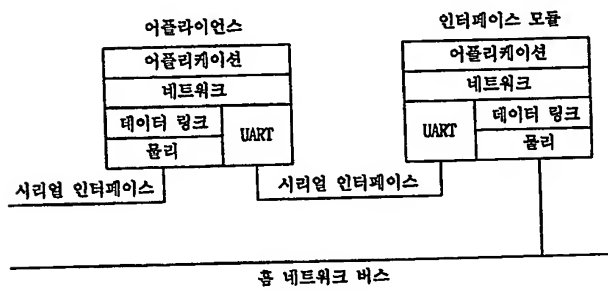 어플라이언스
어플리케이션
네트워크
데이터 링크
물리
UART
시리얼 인터페이스
인터페이스 모듈
어플리케이션
네트워크
UART
데이터 링크
물리
시리얼 인터페이스
홈 네트워크 버스